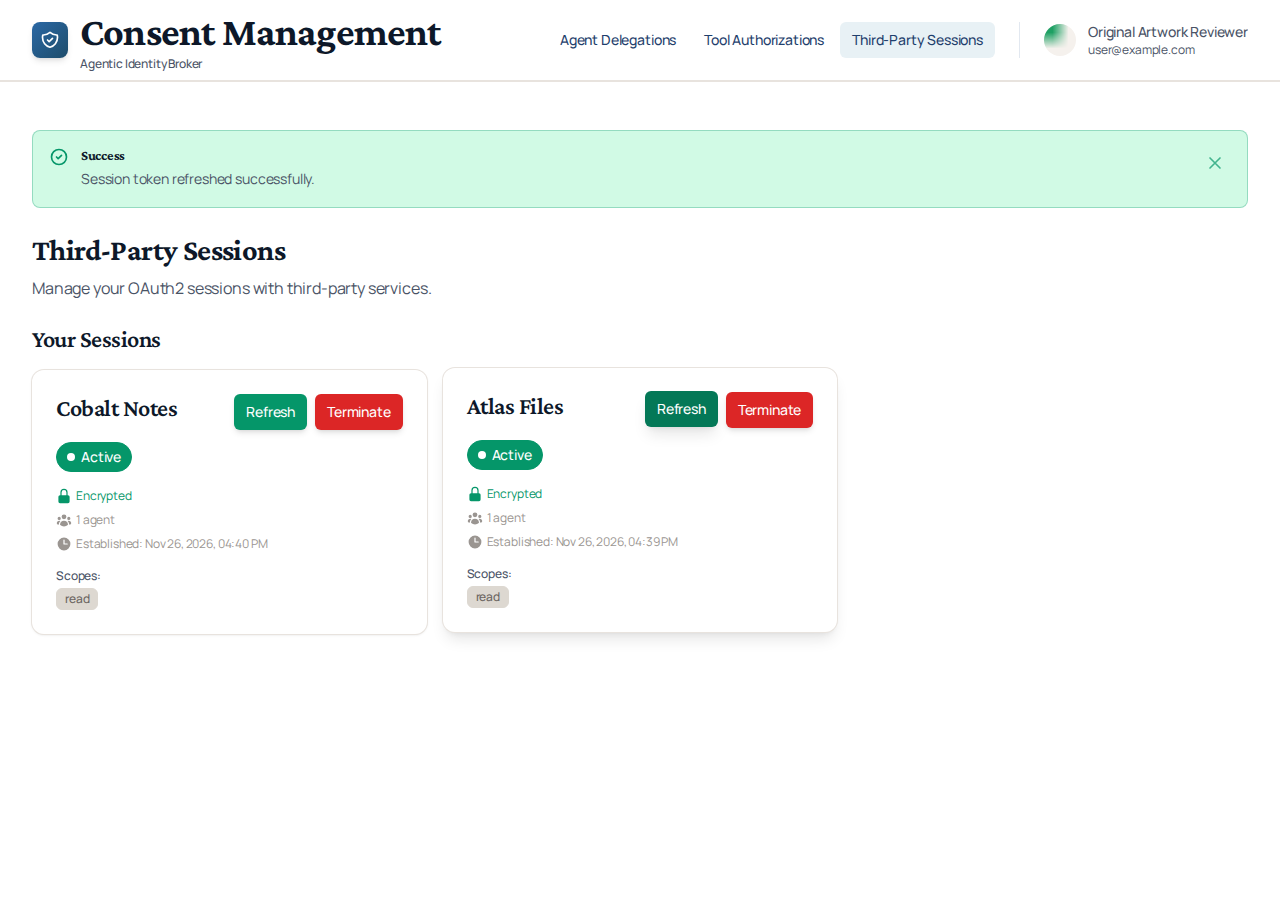 Consent Management
Agentic Identity Broker
Agent Delegations
Tool Authorizations
Third-Party Sessions
Original Artwork Reviewer
user@example.com
Success
Session token refreshed successfully.
Third-Party Sessions
Manage your OAuth2 sessions with third-party services.
Your Sessions
Cobalt Notes
Refresh
Terminate
Active
Encrypted
1 agent
Established: Nov 26, 2026, 04:40 PM
Scopes:
read
Atlas Files
Refresh
Terminate
Active
Encrypted
1 agent
Established: Nov 26, 2026, 04:39 PM
Scopes:
read